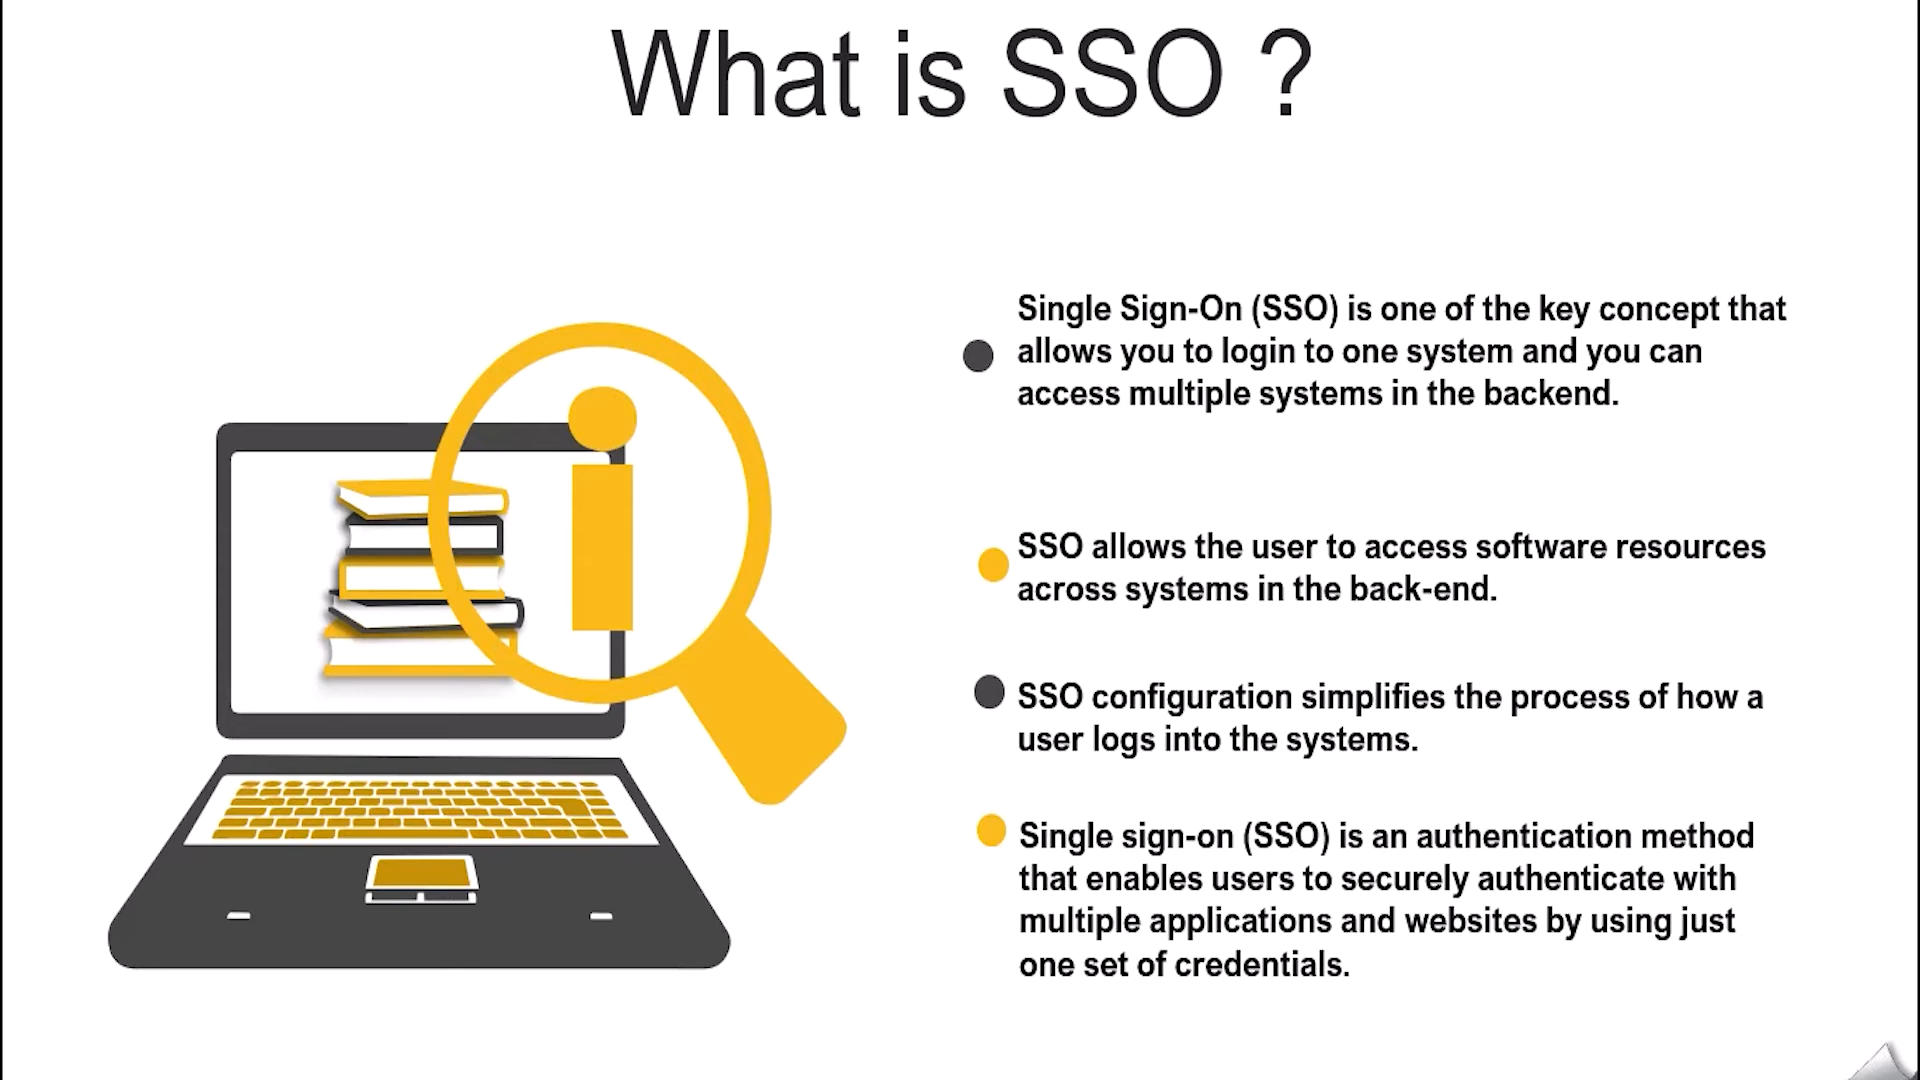 What is SSO ?
Single Sign-On (SSO) is one of the key concept that
allows you to login to one system and you can
access multiple systems in the backend.
SSO allows the user to access software resources
across systems in the back-end.
SSO configuration simplifies the process of how a
user logs into the systems.
Single sign-on (SSO) is an authentication method
that enables users to securely authenticate with
multiple applications and websites by using just
one set of credentials.